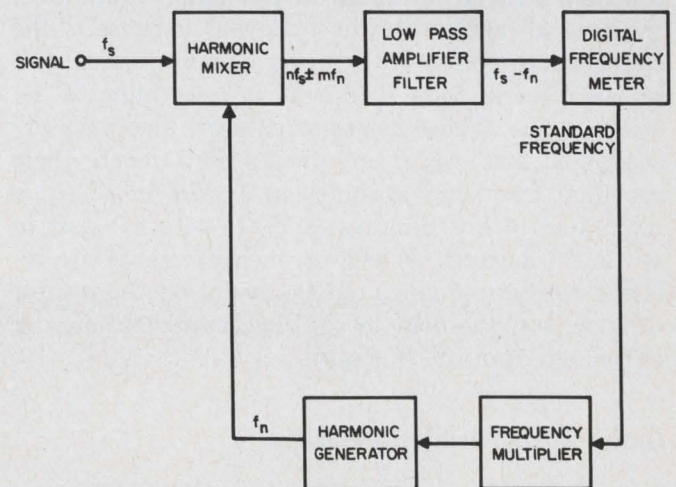 SIGNAL
fs
HARMONIC
MIXER
nfs ± mfn
LOW PASS
AMPLIFIER
FILTER
fs - fn
DIGITAL
FREQUENCY
METER
STANDARD
FREQUENCY
FREQUENCY
MULTIPLIER
HARMONIC
GENERATOR
fn